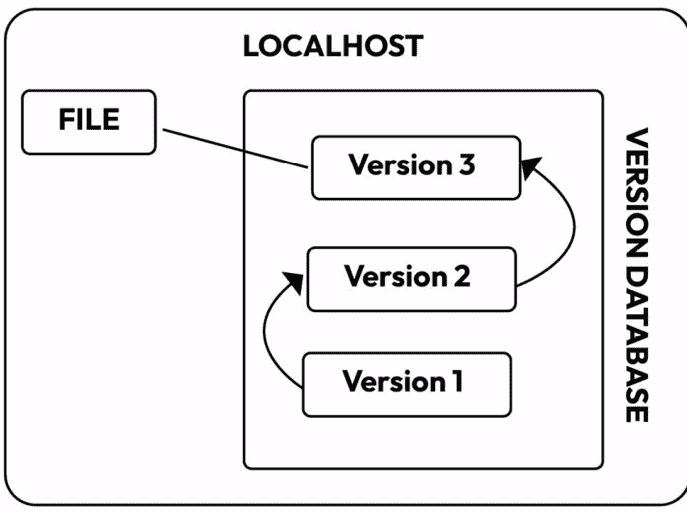 LOCALHOST
FILE
Version 3
Version 2
Version 1
VERSION DATABASE